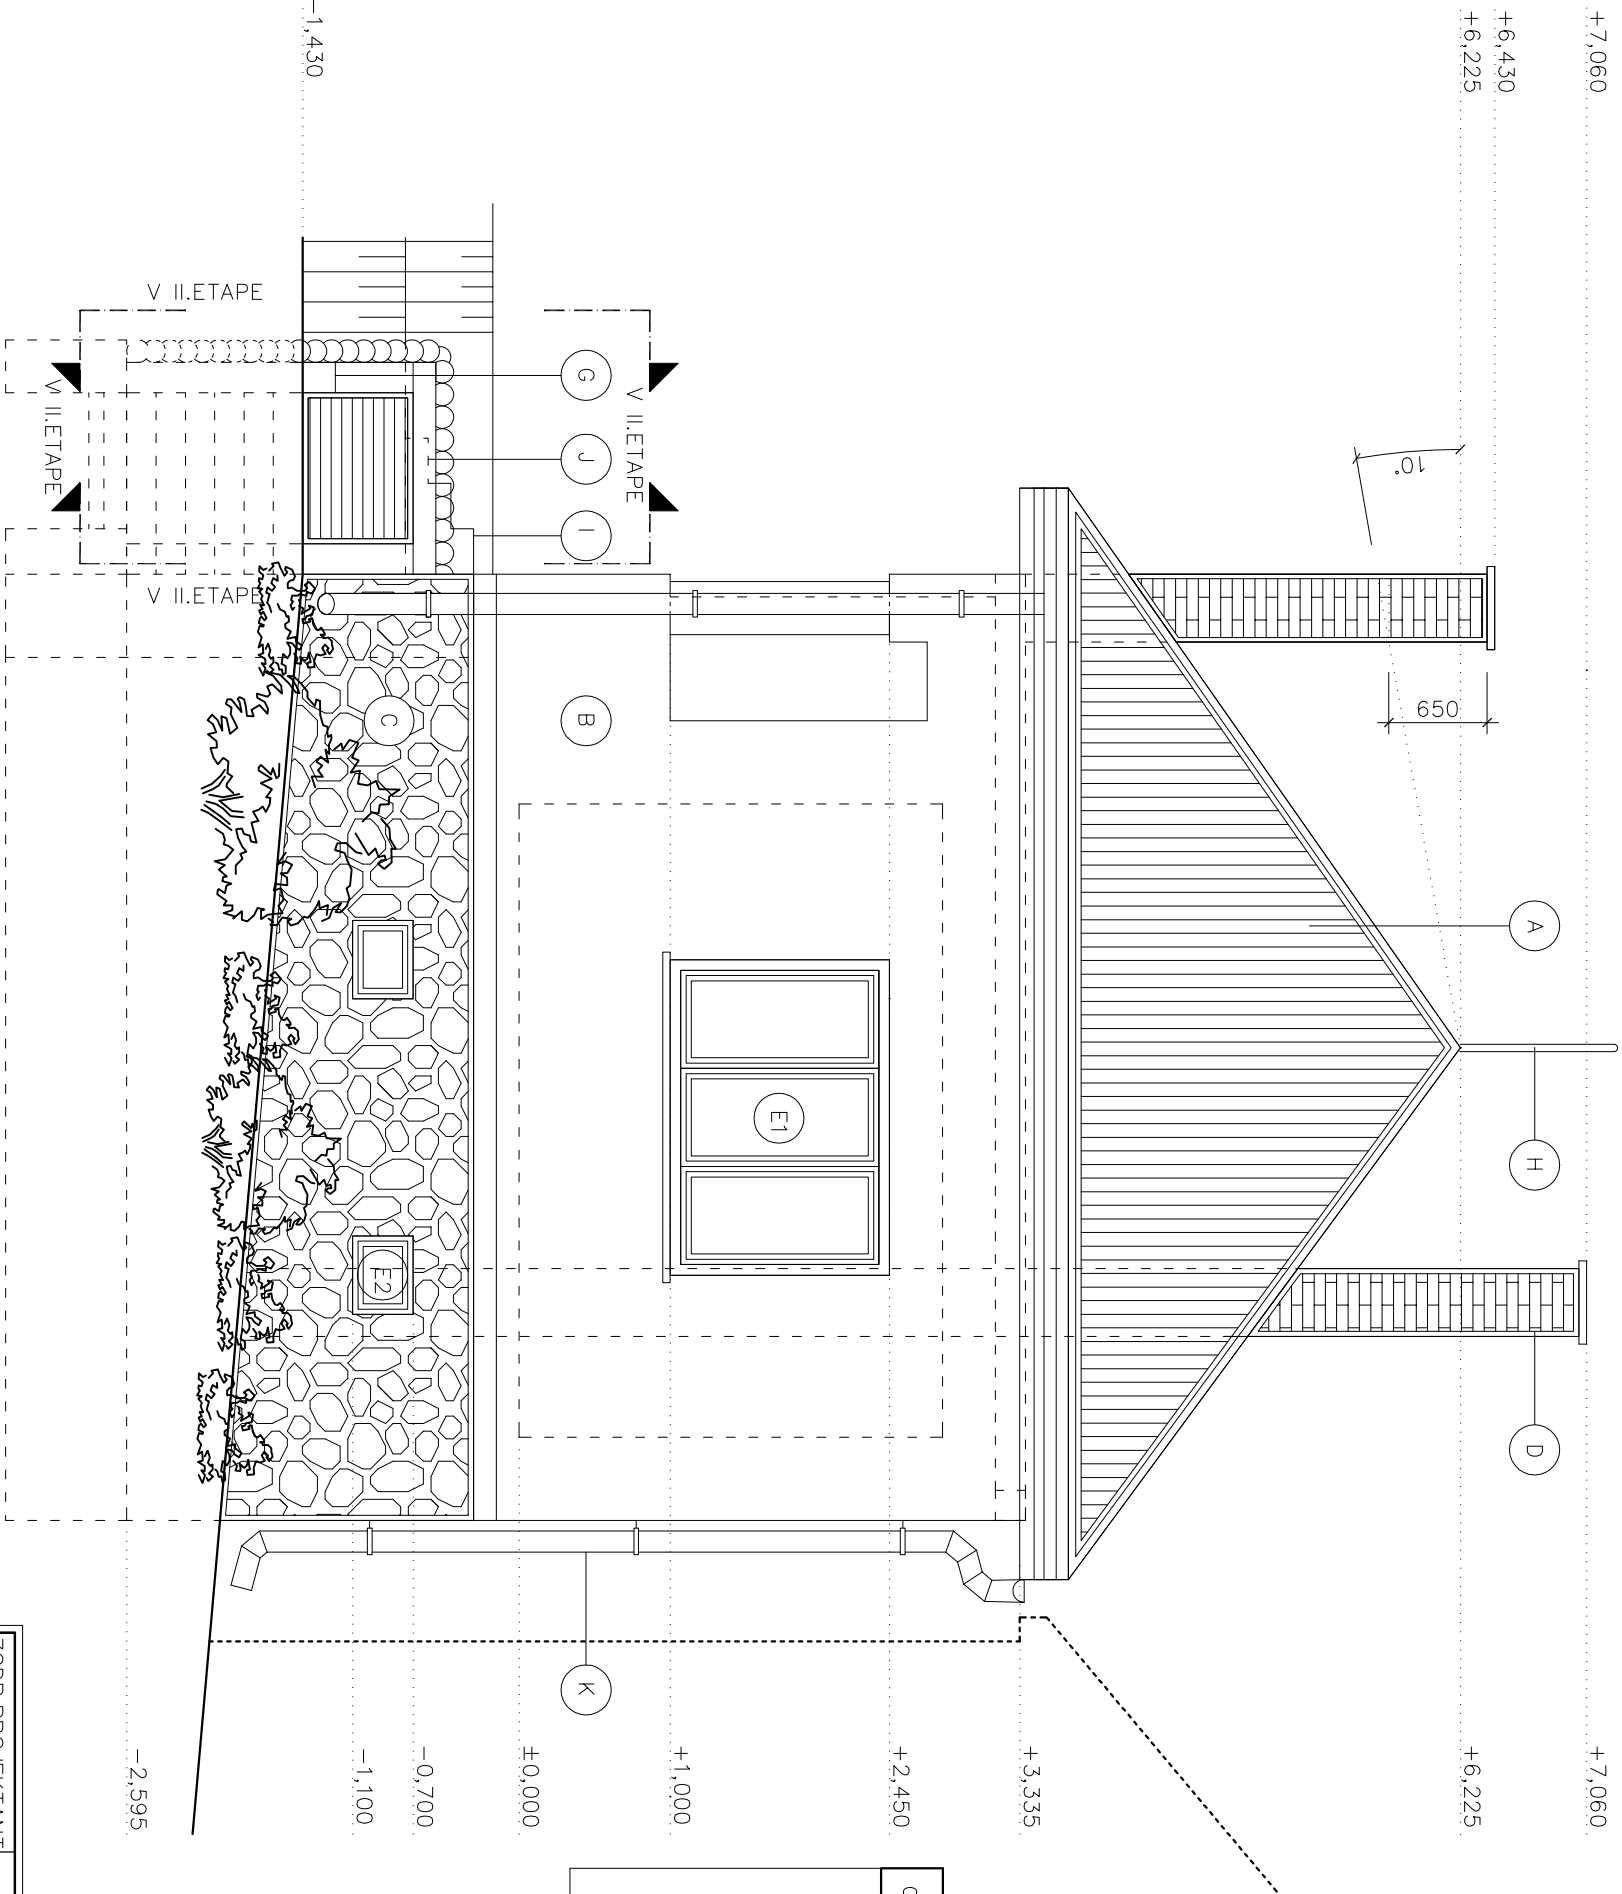 +7,060
+6,430
+6,225
-1,430
10°
650
A
H
D
V II.ETAPE
V II.ETAPE
V II.ETAPE
V II.ETAPE
G
J
I
B
C
E1
E2
K
+7,060
+6,225
+3,335
+2,450
+1,000
±0,000
-0,700
-1,100
-2,595